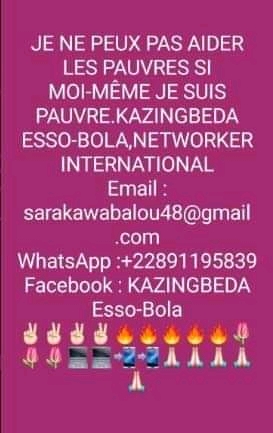 JE NE PEUX PAS AIDER
LES PAUVRES SI
MOI-MÊME JE SUIS
PAUVRE.KAZINGBEDA
ESSO-BOLA,NETWORKER
INTERNATIONAL
Email :
sarakawabalou48@gmail
.com
WhatsApp :+22891195839
Facebook : KAZINGBEDA
Esso-Bola
✌🏻✌🏻✌🏻✌🏻🔥🔥🔥🔥🔥🌷
🌷🌷💻💻📲📲🙏🏻🙏🏻🙏🏻🙏🏻
🙏🏻